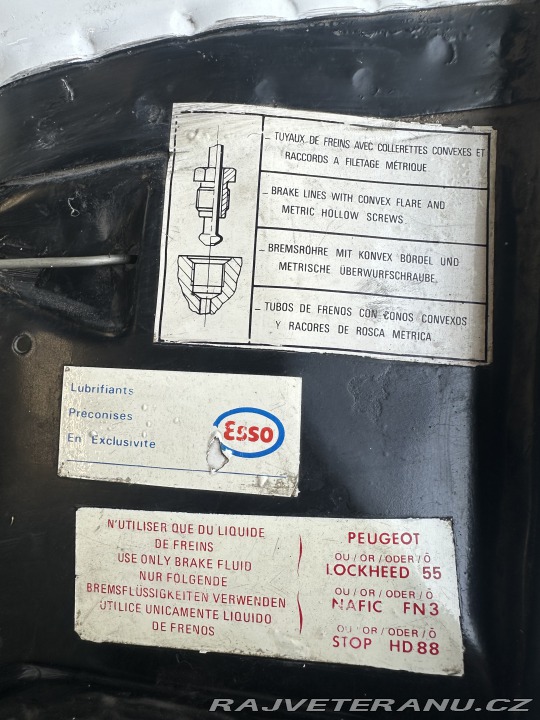 _ TUYAUX DE FREINS AVEC COLLERETTES CONVEXES ET
RACCORDS A FILETAGE MÉTRIQUE
_ BRAKE LINES WITH CONVEX FLARE AND
METRIC HOLLOW SCREWS
_ BREMSRÖHRE MIT KONVEX BÖRDEL UND
METRISCHE ÜBERWURFSCHRAUBE
_ TUBOS DE FRENOS CON CONOS CONVEXOS
Y RACORES DE ROSCA METRICA
Lubrifiants
Préconises
En Exclusivite
Esso
N'UTILISER QUE DU LIQUIDE
DE FREINS
USE ONLY BRAKE FLUID
NUR FOLGENDE
BREMSFLÜSSIGKEITEN VERWENDEN
UTILICE UNICAMENTE LIQUIDO
DE FRENOS
PEUGEOT
OU / OR / ODER / Ô
LOCKHEED 55
OU / OR / ODER / Ô
NAFIC FN3
OU / OR / ODER / Ô
STOP HD88
RAJVETERANU.CZ